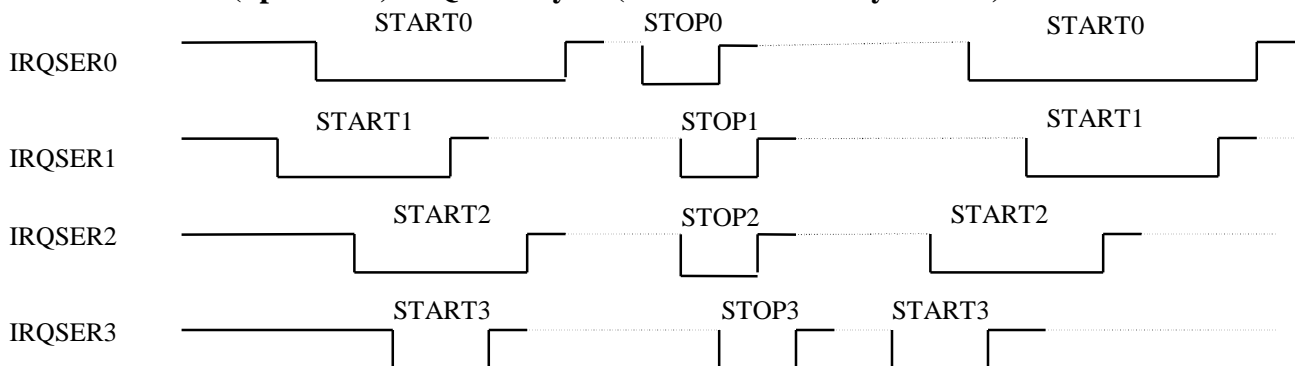 START0 STOP0 START0
IRQSER0
START1 STOP1 START1
IRQSER1
START2 STOP2 START2
IRQSER2
START3 STOP3 START3
IRQSER3